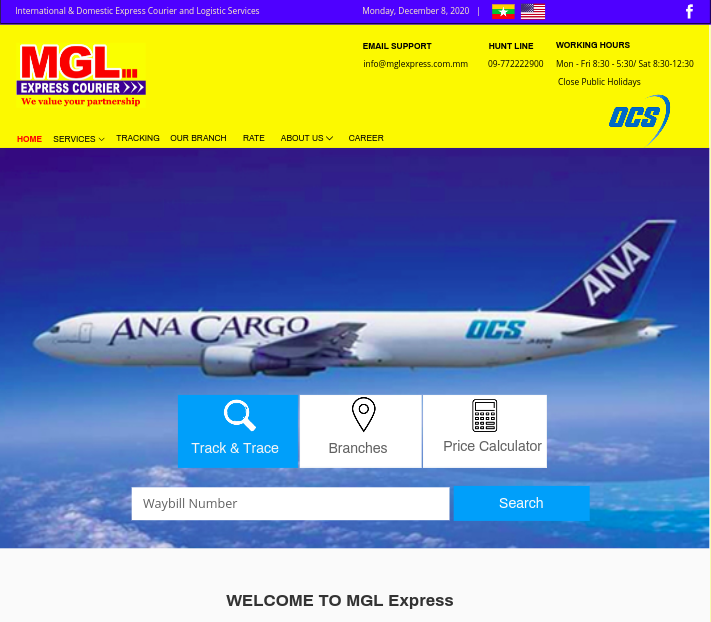 International & Domestic Express Courier and Logistic Services
Monday, December 8, 2020 |
MGL...
EXPRESS COURIER
We value your partnership
EMAIL SUPPORT
info@mglexpress.com.mm
HUNT LINE
09-772222900
WORKING HOURS
Mon - Fri 8:30 - 5:30/ Sat 8:30-12:30
Close Public Holidays
OCS
HOME SERVICES TRACKING OUR BRANCH RATE ABOUT US CAREER
ANA
ANA CARGO
OCS
Track & Trace
Branches
Price Calculator
Waybill Number
Search
WELCOME TO MGL Express